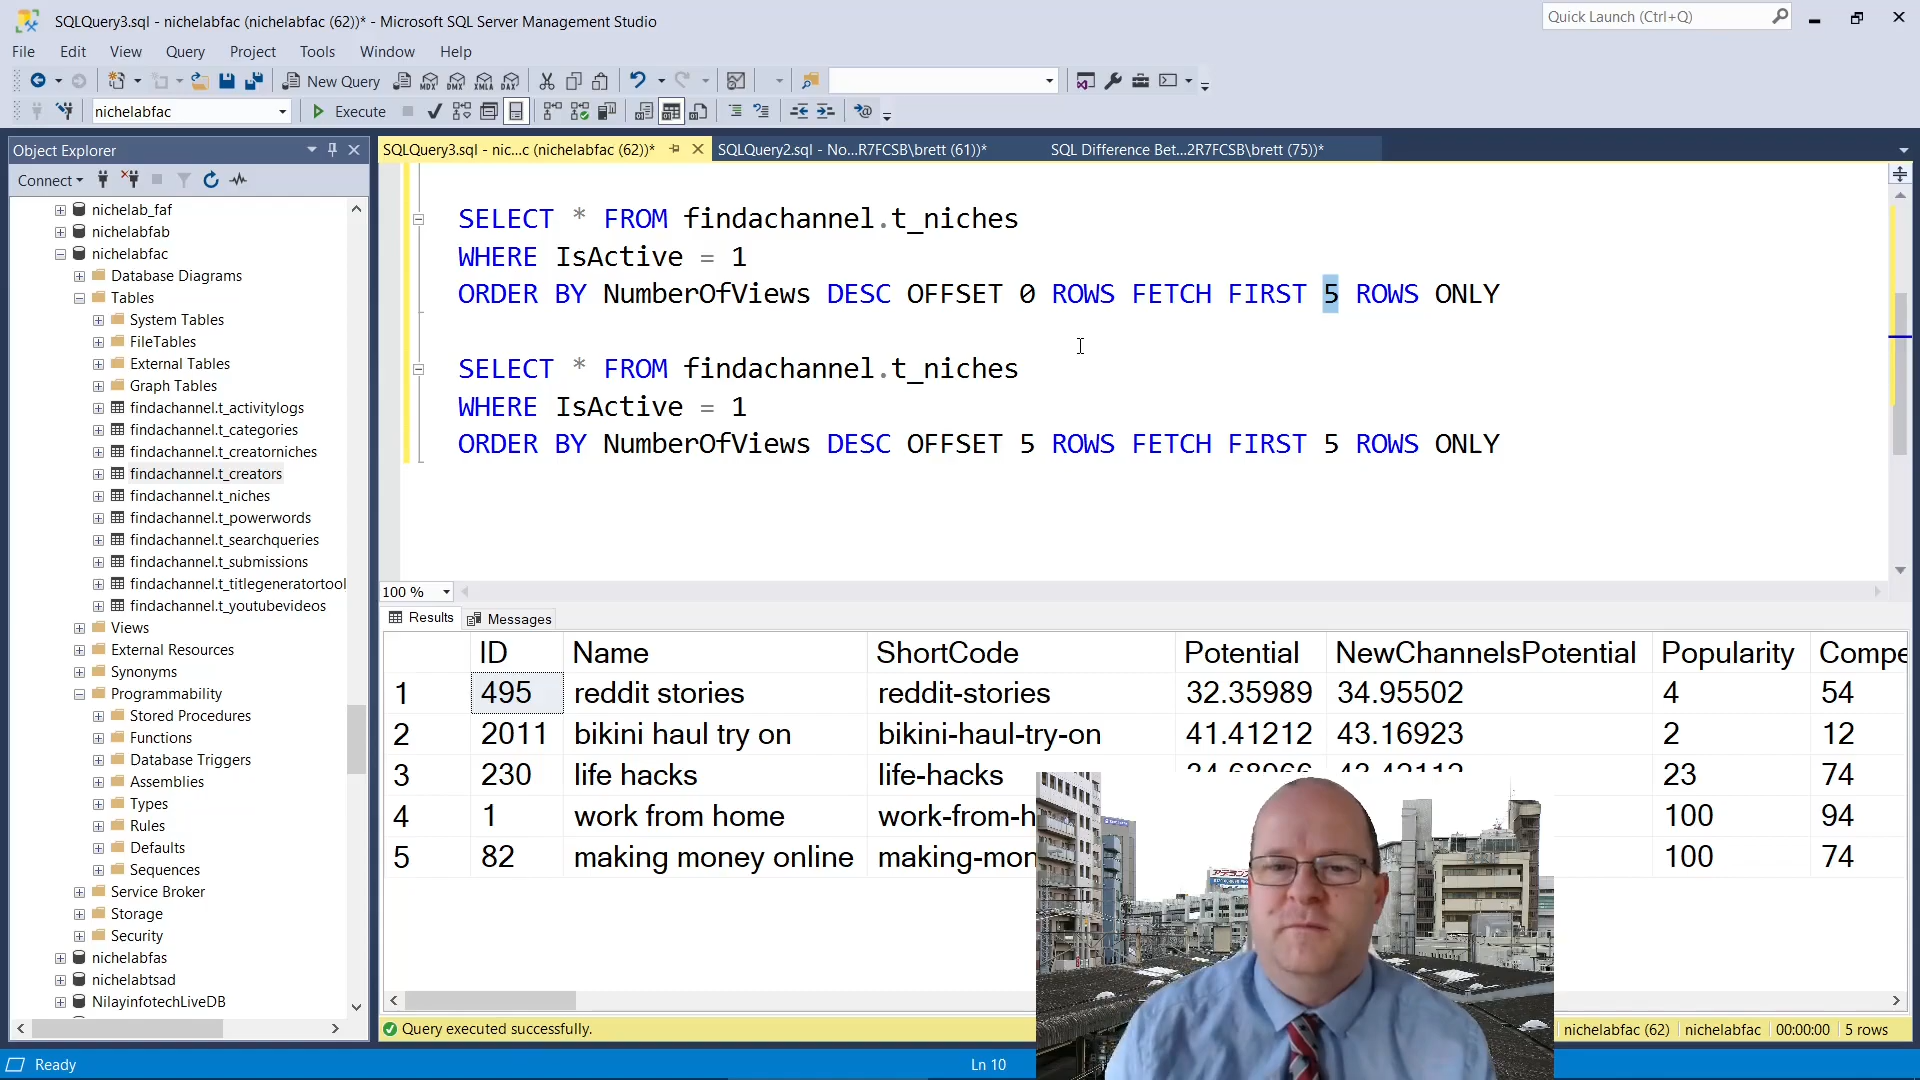 SQLQuery3.sql - nichelabfac (nichelabfac (62))* - Microsoft SQL Server Management Studio
Quick Launch (Ctrl+Q)
File Edit View Query Project Tools Window Help
New Query
nichelabfac
Execute
Object Explorer
Connect
nichelab_faf
nichelabfab
nichelabfac
Database Diagrams
Tables
System Tables
FileTables
External Tables
Graph Tables
findachannel.t_activitylogs
findachannel.t_categories
findachannel.t_creatorniches
findachannel.t_creators
findachannel.t_niches
findachannel.t_powerwords
findachannel.t_searchqueries
findachannel.t_submissions
findachannel.t_titlegeneratortool
findachannel.t_youtubevideos
Views
External Resources
Synonyms
Programmability
Stored Procedures
Functions
Database Triggers
Assemblies
Types
Rules
Defaults
Sequences
Service Broker
Storage
Security
nichelabfas
nichelabtsad
NilayinfotechLiveDB
SQLQuery3.sql - nic...c (nichelabfac (62))* SQLQuery2.sql - No...R7FCSB\brett (61))* SQL Difference Bet...2R7FCSB\brett (75))*
SELECT * FROM findachannel.t_niches
WHERE IsActive = 1
ORDER BY NumberOfViews DESC OFFSET 0 ROWS FETCH FIRST 5 ROWS ONLY
SELECT * FROM findachannel.t_niches
WHERE IsActive = 1
ORDER BY NumberOfViews DESC OFFSET 5 ROWS FETCH FIRST 5 ROWS ONLY
100 %
Results Messages
ID Name ShortCode Potential NewChannelsPotential Popularity Compe
1 495 reddit stories reddit-stories 32.35989 34.95502 4 54
2 2011 bikini haul try on bikini-haul-try-on 41.41212 43.16923 2 12
3 230 life hacks life-hacks 23 74
4 1 work from home work-from-h 100 94
5 82 making money online making-mon 100 74
Query executed successfully.
nichelabfac (62) nichelabfac 00:00:00 5 rows
Ready
Ln 10